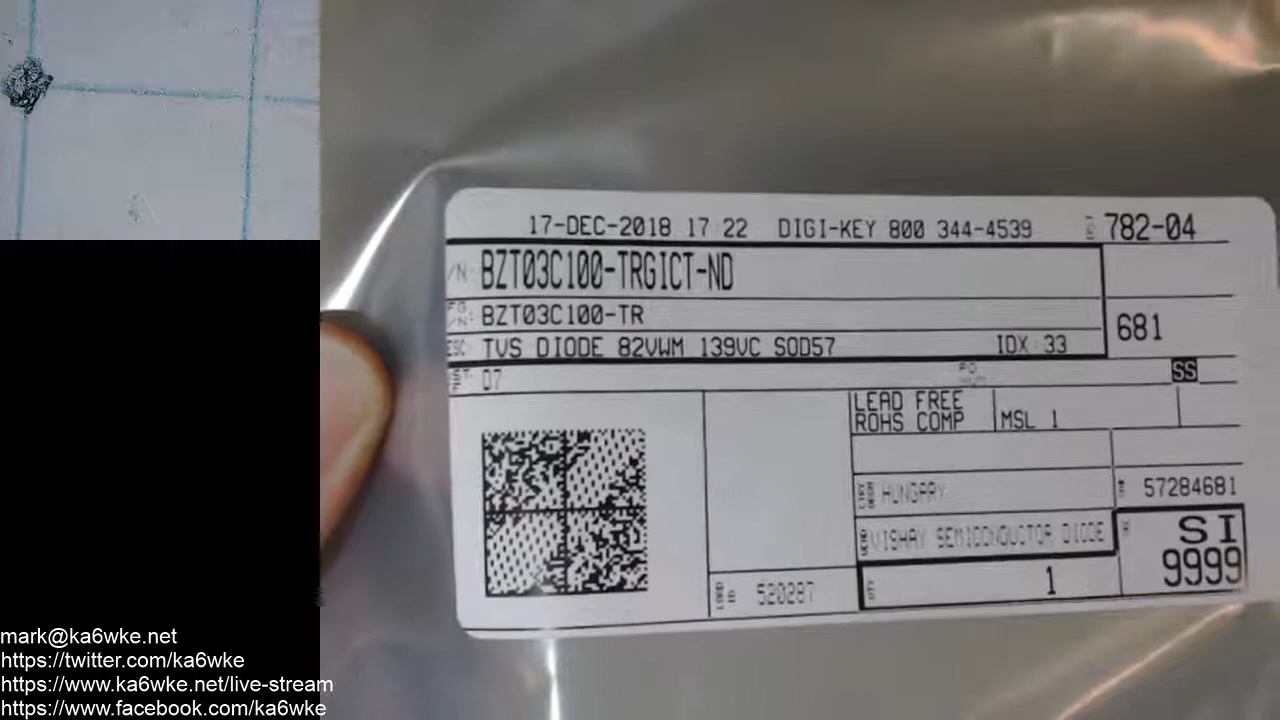 17-DEC-2018 17 22 DIGI-KEY 800 344-4539 782-04
/N: BZT03C100-TRGICT-ND
BZT03C100-TR
681
ESC: TVS DIODE 82VWM 139VC SOD57 IDX: 33
07
SS
LEAD FREE
ROHS COMP
MSL 1
HUNGARY
57284681
VISHAY SEMICONDUCTOR DIODE
SI
9999
520287
QTY
1
mark@ka6wke.net
https://twitter.com/ka6wke
https://www.ka6wke.net/live-stream
https://www.facebook.com/ka6wke